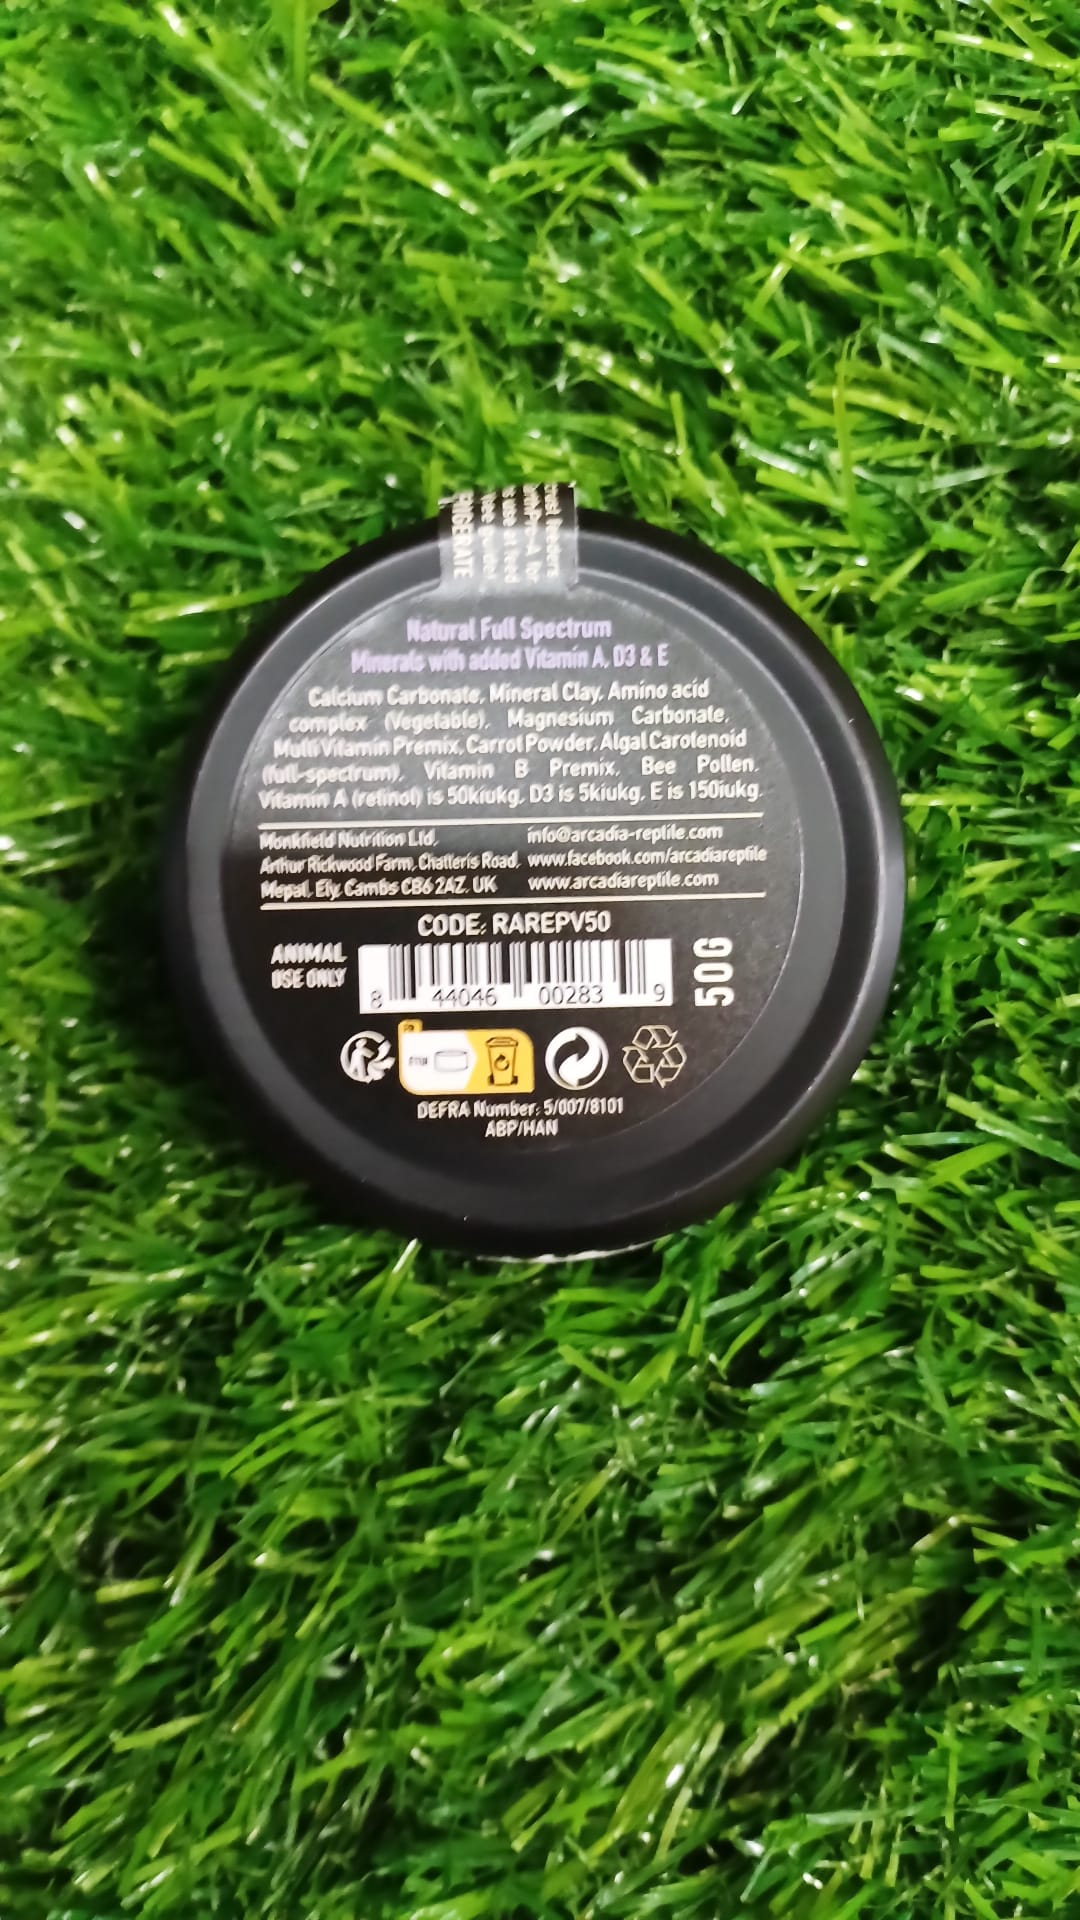 Natural Full Spectrum
Minerals with added Vitamin A, D3 & E
Calcium Carbonate, Mineral Clay, Amino acid
complex (Vegetable), Magnesium Carbonate,
Multi Vitamin Premix, Carrot Powder, Algal Carotenoid
(full-spectrum), Vitamin B Premix, Bee Pollen.
Vitamin A (retinol) is 50kiukg, D3 is 5kiukg, E is 150iukg.
Monkfield Nutrition Ltd,
Arthur Rickwood Farm, Chatteris Road,
Mepal, Ely, Cambs CB6 2AZ. UK
info@arcadia-reptile.com
www.facebook.com/arcadiareptile
www.arcadiareptile.com
CODE: RAREPV50
ANIMAL
USE ONLY
8 44046 00283 9
50G
FR
DEFRA Number: 5/007/8101
ABP/HAN